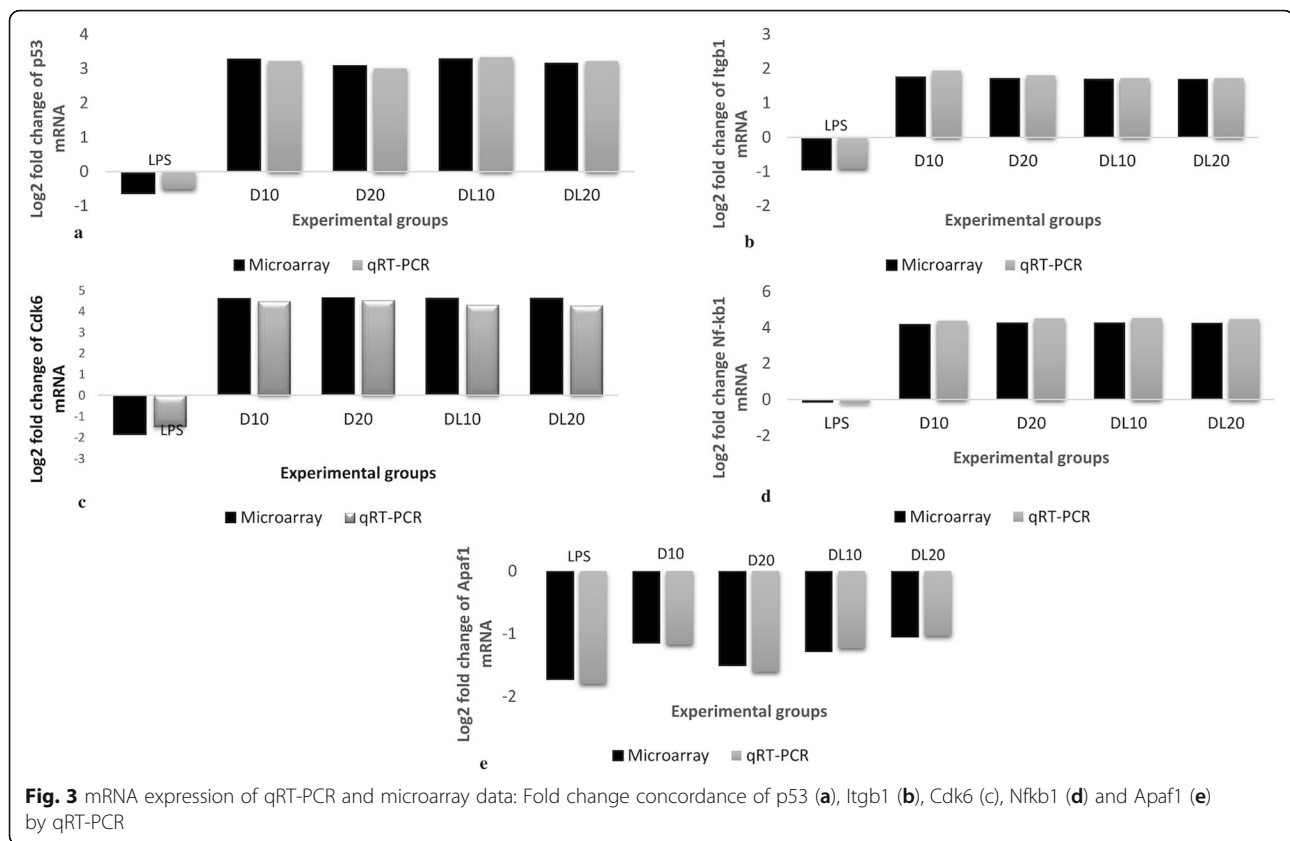 Log2 fold change of p53
mRNA
4
3
2
1
0
-1
LPS
D10 D20 DL10 DL20
Experimental groups
a
Microarray qRT-PCR
Log2 fold change of Itgb1
mRNA
4
3
2
1
0
-1
-2
LPS
D10 D20 DL10 DL20
Experimental groups
b
Microarray qRT-PCR
Log2 fold change of Cdk6
mRNA
5
4
3
2
1
0
-1
-2
-3
LPS
D10 D20 DL10 DL20
Experimental groups
c
Microarray qRT-PCR
Log2 fold change Nf-kb1
mRNA
6
4
2
0
-2
LPS D10 D20 DL10 DL20
Experimental groups
d
Microarray qRT-PCR
Log2 fold change of Apaf1
mRNA
0
-1
-2
LPS D10 D20 DL10 DL20
Experimental groups
e
Microarray qRT-PCR
Fig. 3 mRNA expression of qRT-PCR and microarray data: Fold change concordance of p53 (a), Itgb1 (b), Cdk6 (c), Nfkb1 (d) and Apaf1 (e)
by qRT-PCR